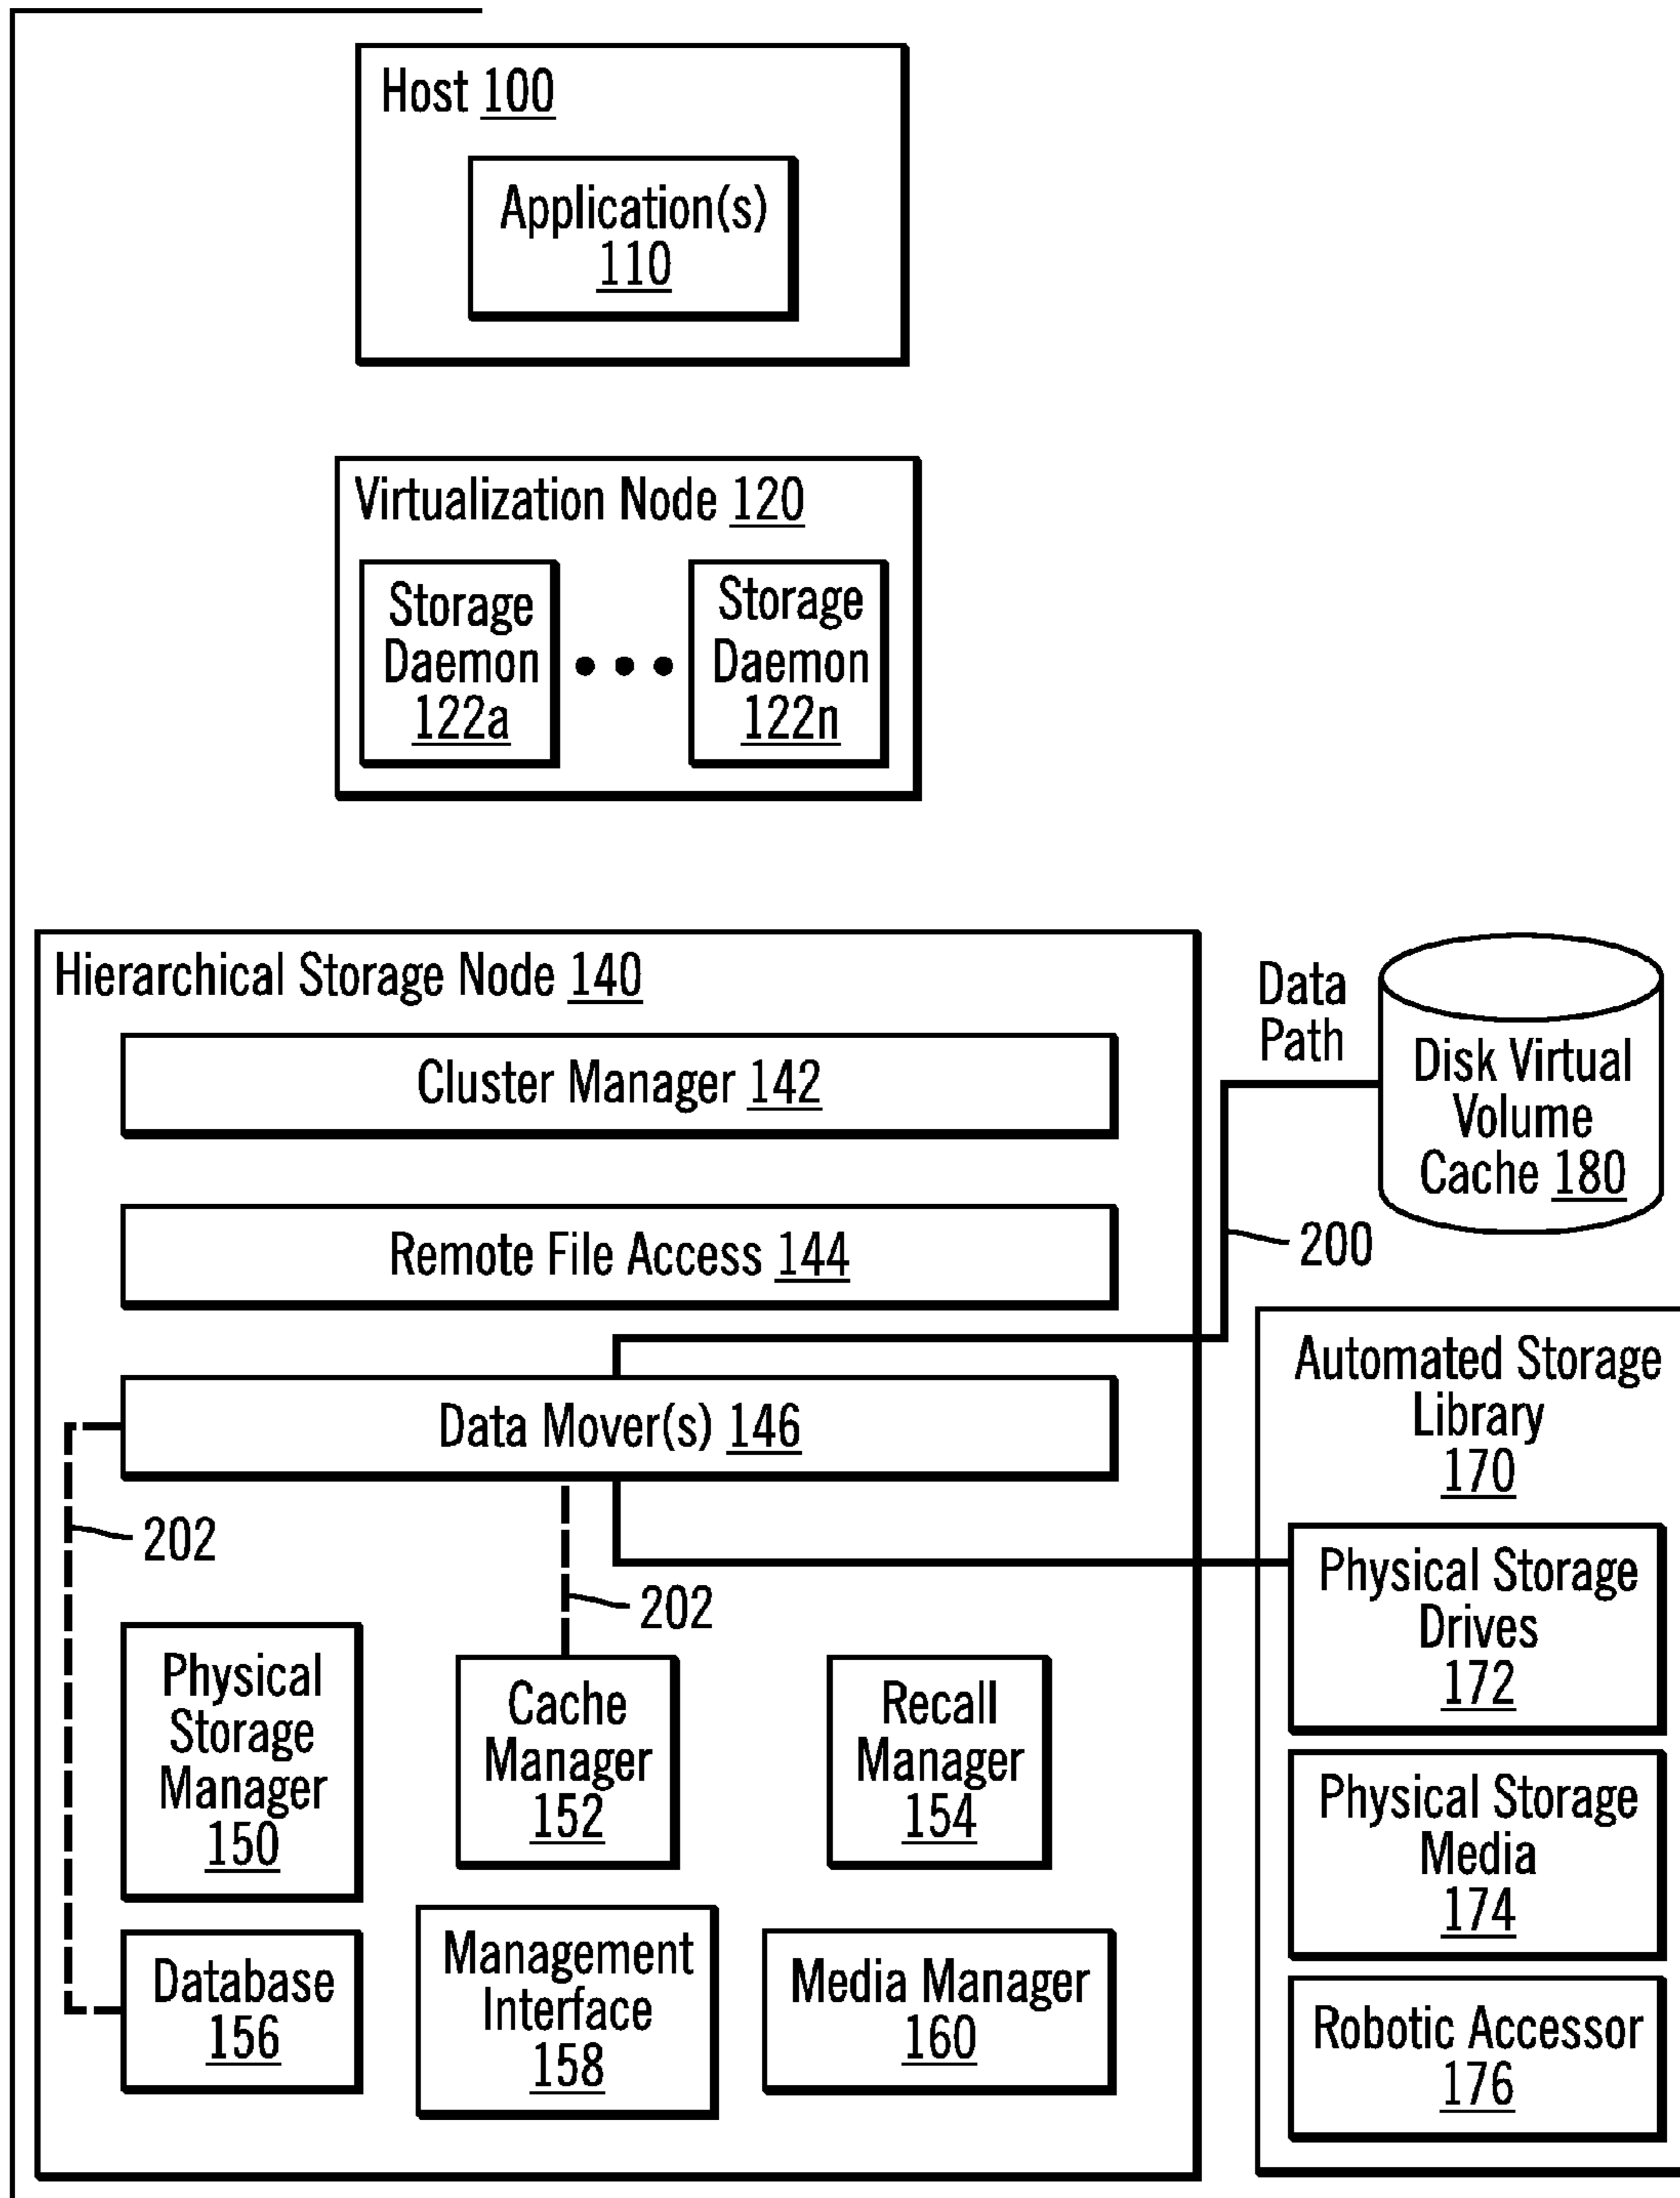 Host 100
Application(s)
110
Virtualization Node 120
Storage
Daemon
122a
Storage
Daemon
122n
Hierarchical Storage Node 140
Cluster Manager 142
Remote File Access 144
Data Mover(s) 146
202
202
Physical
Storage
Manager
150
Cache
Manager
152
Recall
Manager
154
Database
156
Management
Interface
158
Media Manager
160
Data
Path
Disk Virtual
Volume
Cache 180
200
Automated Storage
Library
170
Physical Storage
Drives
172
Physical Storage
Media
174
Robotic Accessor
176